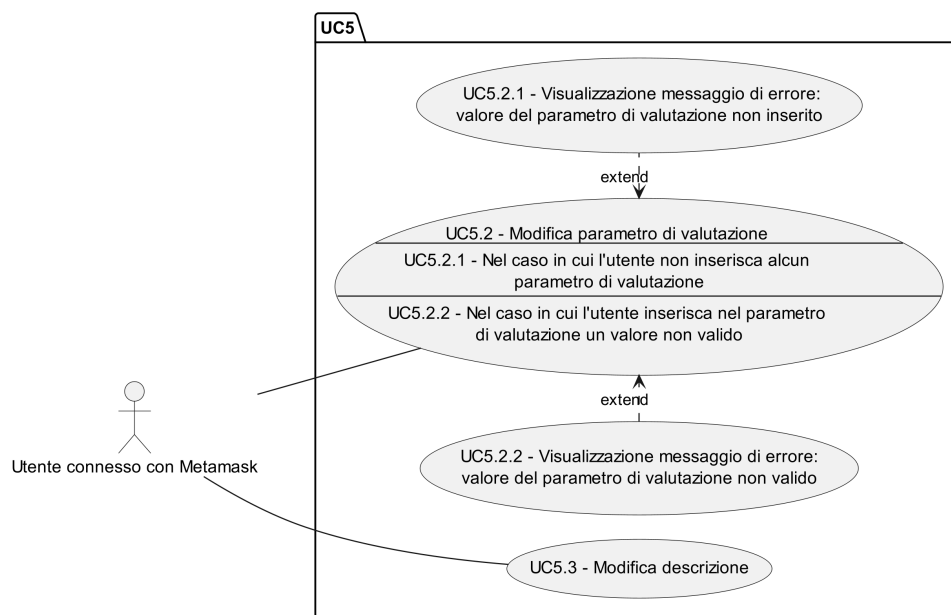 UC5
UC5.2.1 - Visualizzazione messaggio di errore:
valore del parametro di valutazione non inserito
extend
UC5.2 - Modifica parametro di valutazione
UC5.2.1 - Nel caso in cui l'utente non inserisca alcun
parametro di valutazione
UC5.2.2 - Nel caso in cui l'utente inserisca nel parametro
di valutazione un valore non valido
extend
Utente connesso con Metamask
UC5.2.2 - Visualizzazione messaggio di errore:
valore del parametro di valutazione non valido
UC5.3 - Modifica descrizione